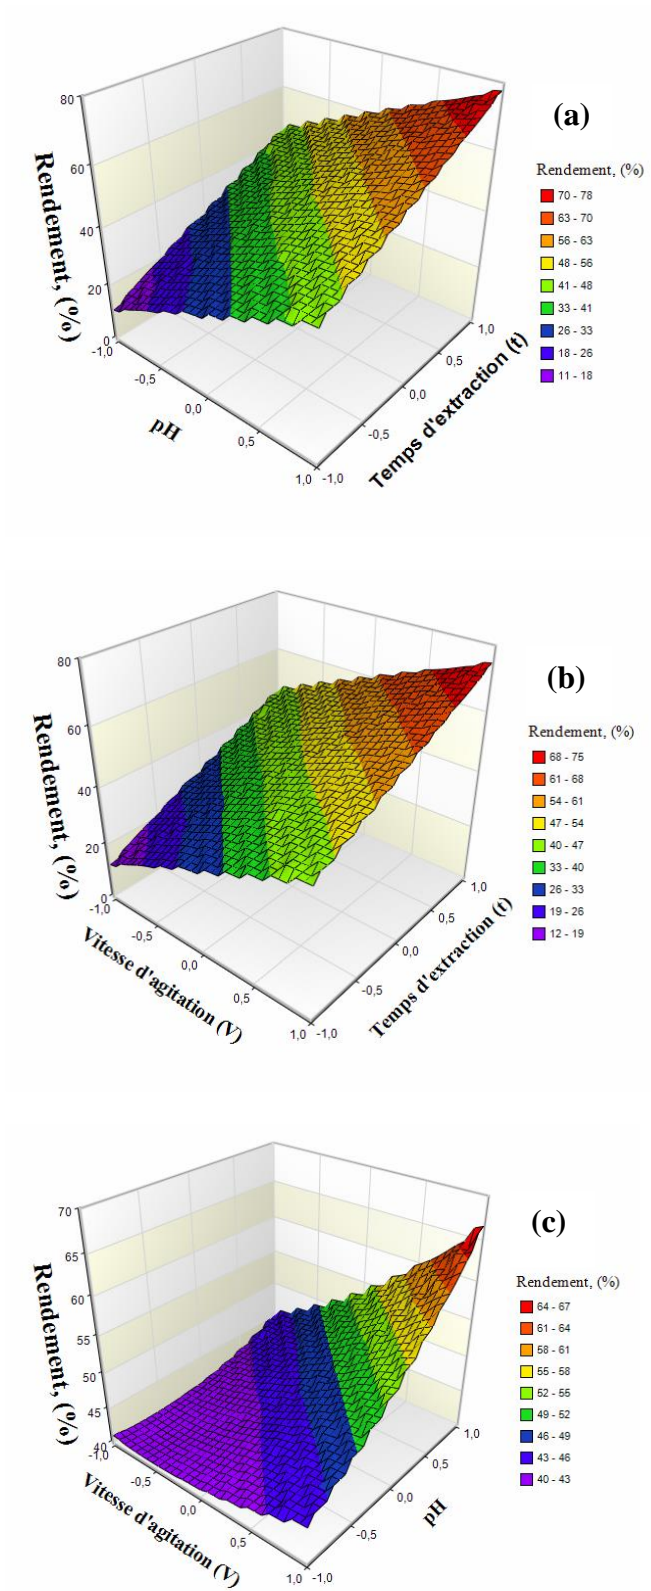 (a)
Rendement, (%)
80
60
40
20
0
-1,0
-0,5
0,0
0,5
1,0
pH
-1,0
-0,5
0,0
0,5
1,0
Temps d'extraction (t)
Rendement, (%)
70 - 78
63 - 70
56 - 63
48 - 56
41 - 48
33 - 41
26 - 33
18 - 26
11 - 18
(b)
Rendement, (%)
80
60
40
20
0
-1,0
-0,5
0,0
0,5
1,0
Vitesse d'agitation (V)
-1,0
-0,5
0,0
0,5
1,0
Temps d'extraction (t)
Rendement, (%)
68 - 75
61 - 68
54 - 61
47 - 54
40 - 47
33 - 40
26 - 33
19 - 26
12 - 19
(c)
Rendement, (%)
70
65
60
55
50
45
40
-1,0
-0,5
0,0
0,5
1,0
Vitesse d'agitation (V)
-1,0
-0,5
0,0
0,5
1,0
pH
Rendement, (%)
64 - 67
61 - 64
58 - 61
55 - 58
52 - 55
49 - 52
46 - 49
43 - 46
40 - 43